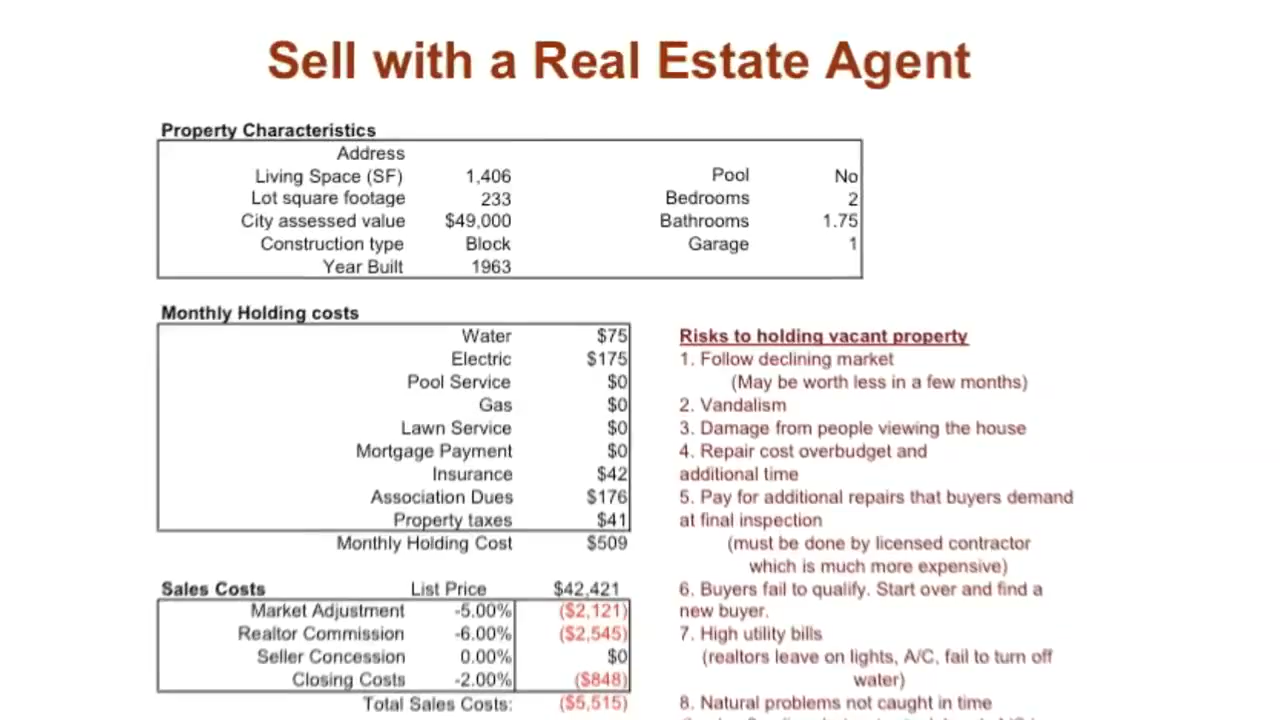 Sell with a Real Estate Agent
Property Characteristics
Address
Living Space (SF) 1,406 Pool No
Lot square footage 233 Bedrooms 2
City assessed value $49,000 Bathrooms 1.75
Construction type Block Garage 1
Year Built 1963
Monthly Holding costs
Water $75
Electric $175
Pool Service $0
Gas $0
Lawn Service $0
Mortgage Payment $0
Insurance $42
Association Dues $176
Property taxes $41
Monthly Holding Cost $509
Sales Costs List Price $42,421
Market Adjustment -5.00% ($2,121)
Realtor Commission -6.00% ($2,545)
Seller Concession 0.00% $0
Closing Costs -2.00% ($848)
Total Sales Costs: ($5,515)
Risks to holding vacant property
1. Follow declining market
(May be worth less in a few months)
2. Vandalism
3. Damage from people viewing the house
4. Repair cost overbudget and
additional time
5. Pay for additional repairs that buyers demand
at final inspection
(must be done by licensed contractor
which is much more expensive)
6. Buyers fail to qualify. Start over and find a
new buyer.
7. High utility bills
(realtors leave on lights, A/C, fail to turn off
water)
8. Natural problems not caught in time